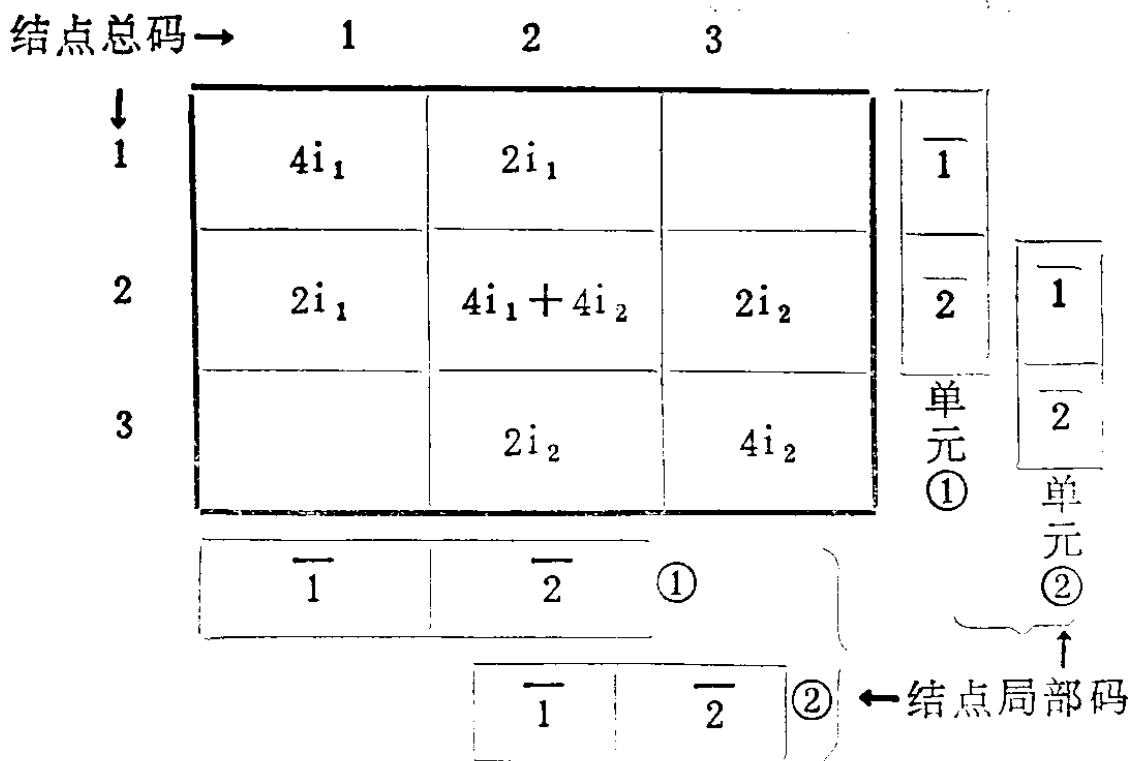 结点总码→ 1 2 3
↓
1 4i₁ 2i₁ 1̅
2 2i₁ 4i₁+4i₂ 2i₂ 2̅ 1̅
3 2i₂ 4i₂ 单元① 2̅
单元②
1̅ 2̅ ①
1̅ 2̅ ② ←结点局部码
↑